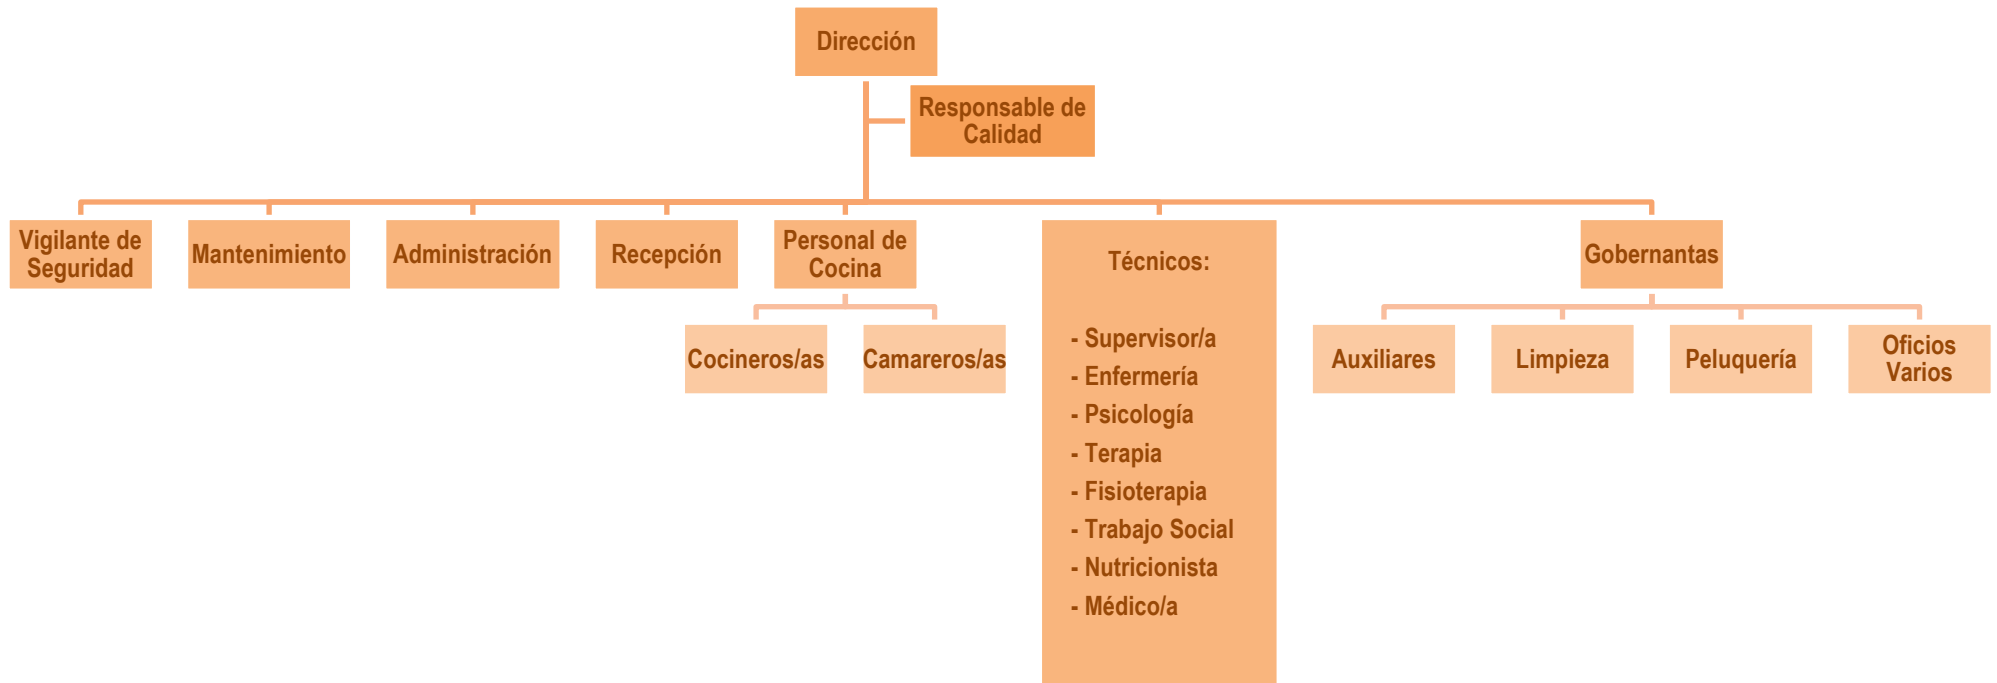 Dirección
Responsable de
Calidad
Vigilante de
Seguridad
Mantenimiento
Administración
Recepción
Personal de
Cocina
Cocineros/as
Camareros/as
Técnicos:
- Supervisor/a
- Enfermería
- Psicología
- Terapia
- Fisioterapia
- Trabajo Social
- Nutricionista
- Médico/a
Gobernantas
Auxiliares
Limpieza
Peluquería
Oficios
Varios